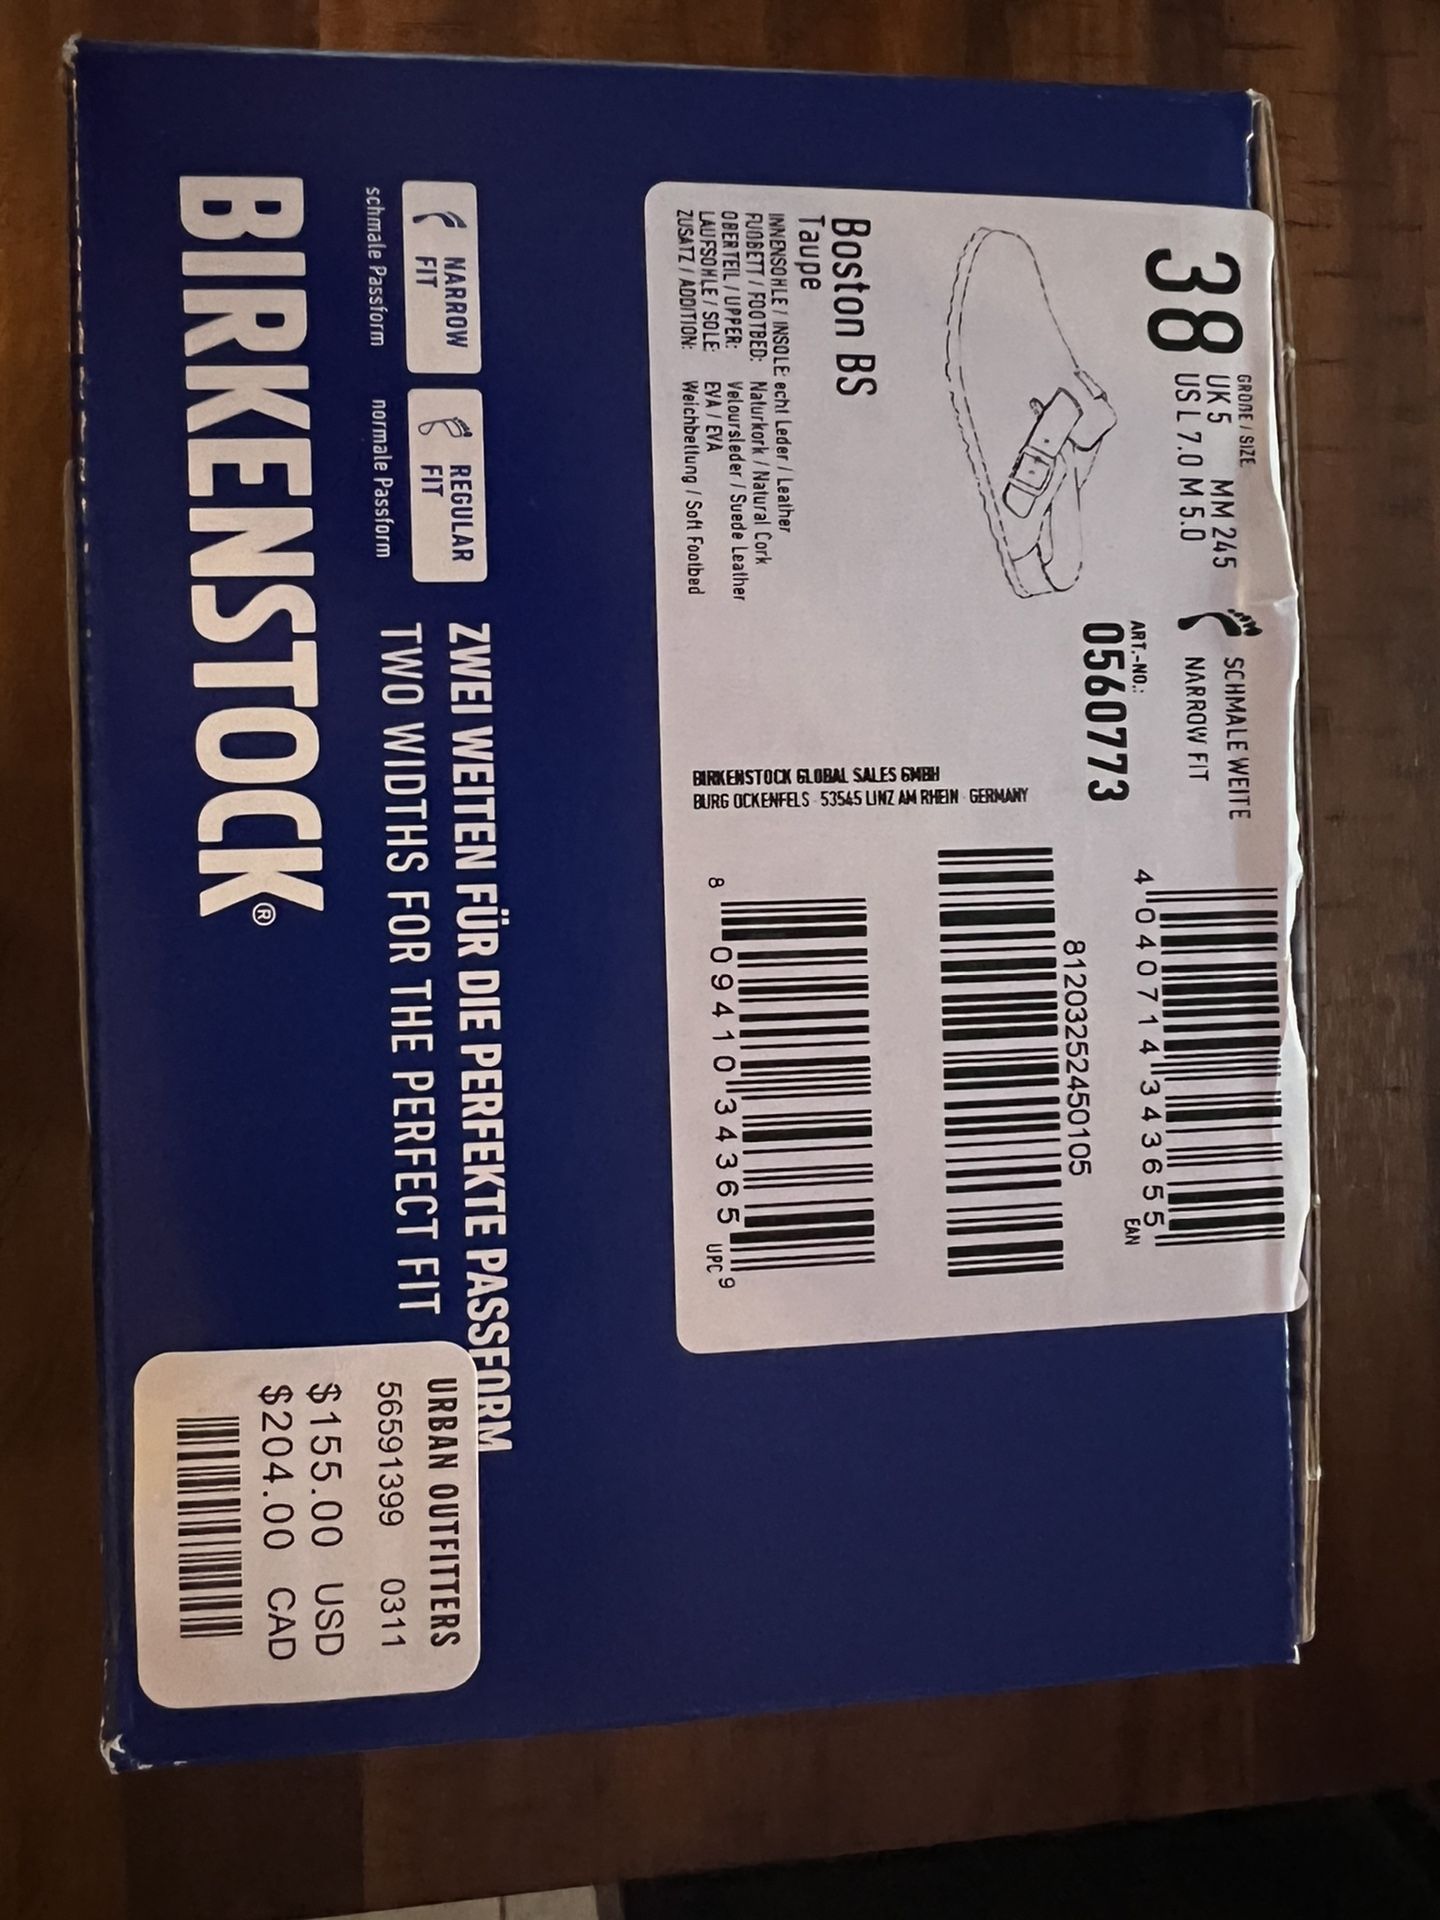 38
GRÖßE / SIZE
UK 5 MM 245
US L 7.0 M 5.0
SCHMALE WEITE
NARROW FIT
ART.-NO.:
0560773
4 040714 343655
EAN
81203252450105
Boston BS
Taupe
INNENSOHLE / INSOLE: echt Leder / Leather
FUßBETT / FOOTBED: Naturkork / Natural Cork
OBERTEIL / UPPER: Veloursleder / Suede Leather
LAUFSOHLE / SOLE: EVA / EVA
ZUSATZ / ADDITION: Weichbettung / Soft Footbed
BIRKENSTOCK GLOBAL SALES GMBH
BURG OCKENFELS · 53545 LINZ AM RHEIN · GERMANY
8 09410 34365 9
UPC
NARROW
FIT
schmale Passform
REGULAR
FIT
normale Passform
ZWEI WEITEN FÜR DIE PERFEKTE PASSFORM
TWO WIDTHS FOR THE PERFECT FIT
BIRKENSTOCK®
URBAN OUTFITTERS
56591399 0311
$155.00 USD
$204.00 CAD